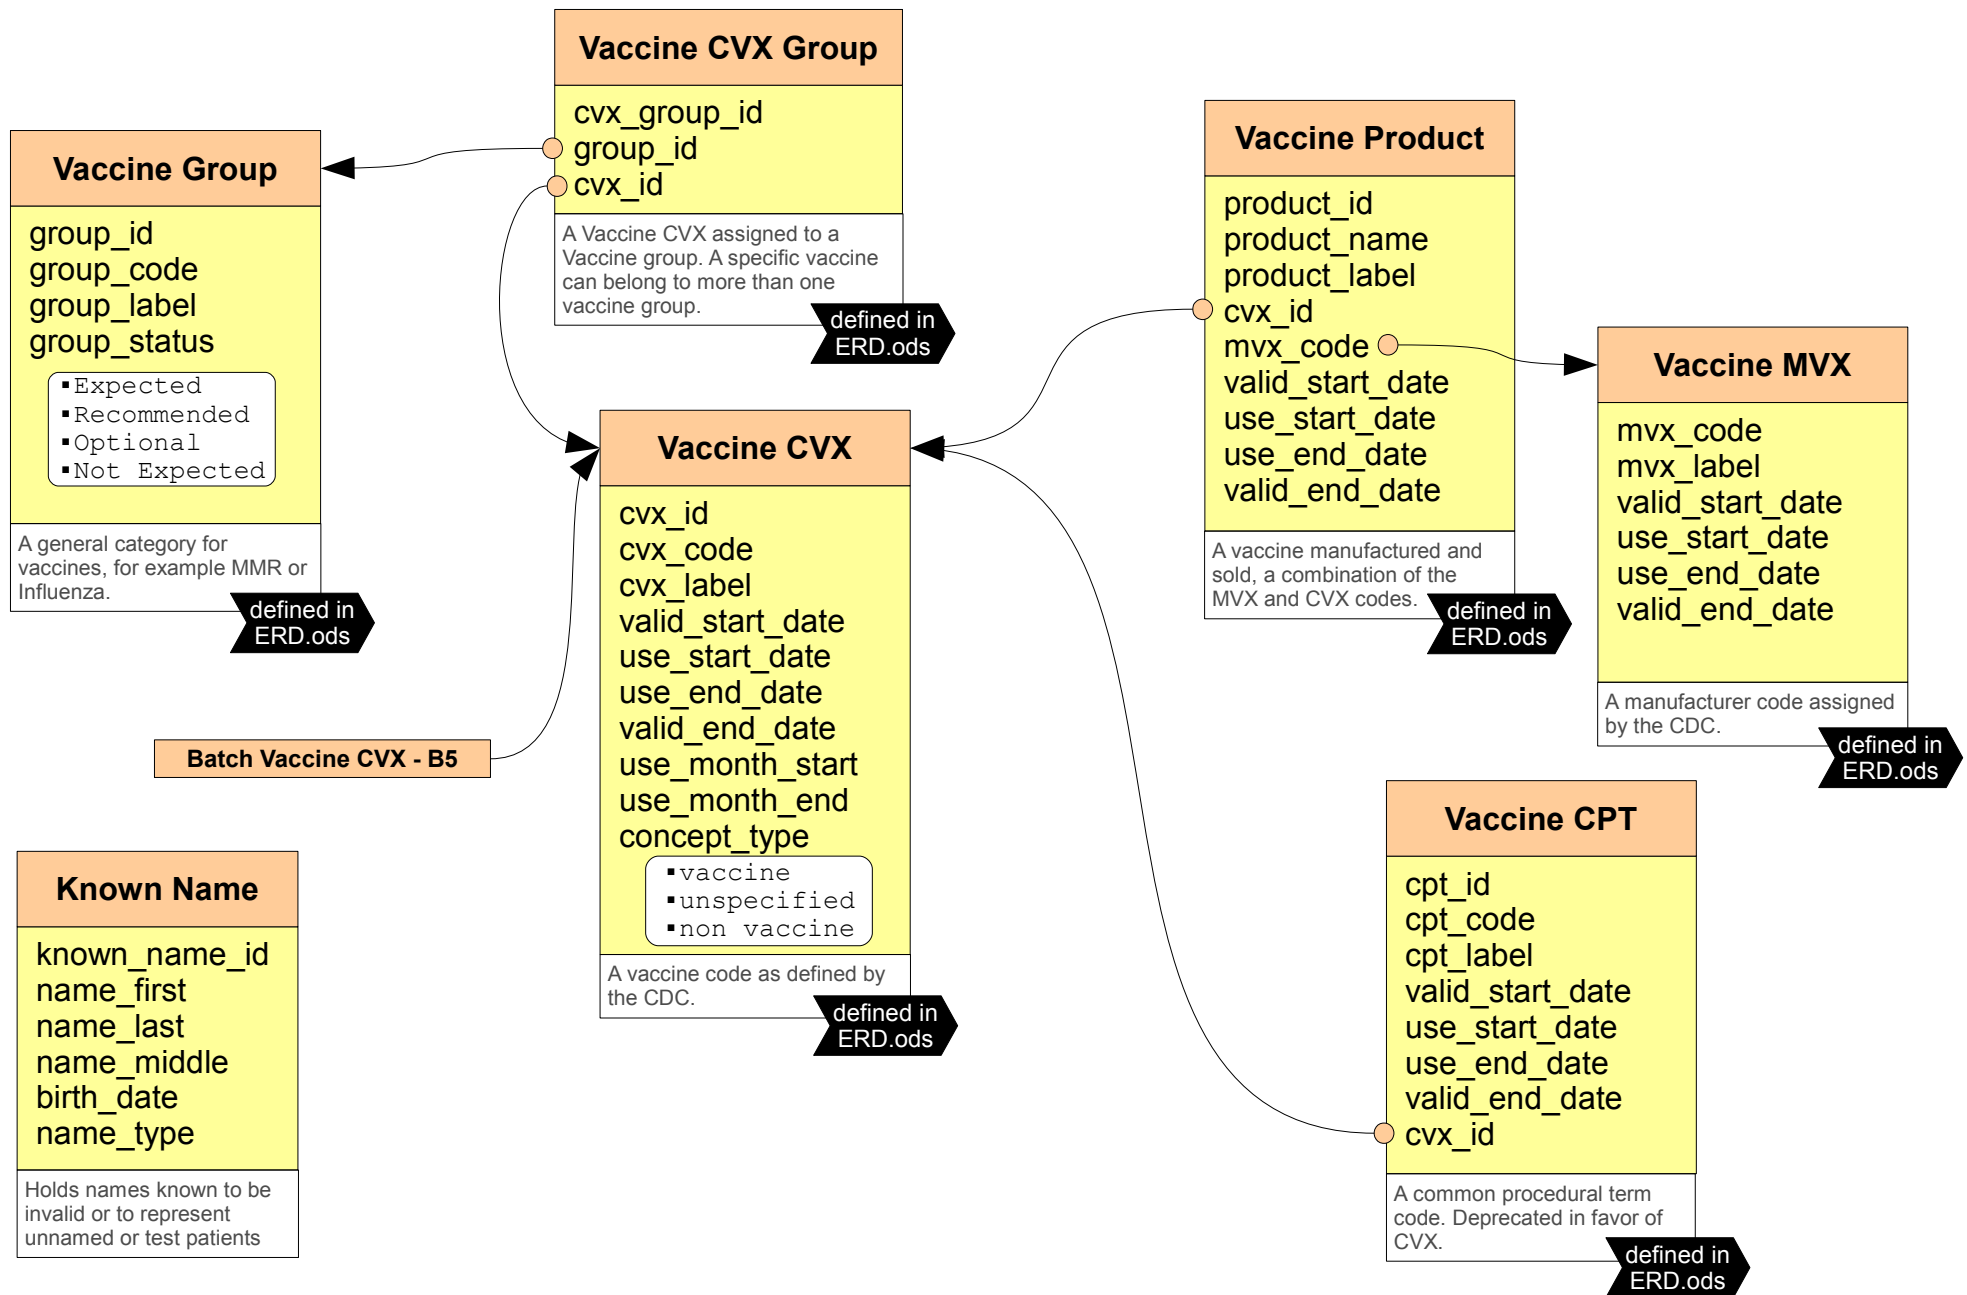 Vaccine CVX Group
cvx_group_id
group_id
cvx_id
A Vaccine CVX assigned to a
Vaccine group. A specific vaccine
can belong to more than one
vaccine group.
defined in
ERD.ods
Vaccine Group
group_id
group_code
group_label
group_status
▪Expected
▪Recommended
▪Optional
▪Not Expected
A general category for
vaccines, for example MMR or
Influenza.
defined in
ERD.ods
Vaccine Product
product_id
product_name
product_label
cvx_id
mvx_code
valid_start_date
use_start_date
use_end_date
valid_end_date
A vaccine manufactured and
sold, a combination of the
MVX and CVX codes.
defined in
ERD.ods
Vaccine MVX
mvx_code
mvx_label
valid_start_date
use_start_date
use_end_date
valid_end_date
A manufacturer code assigned
by the CDC.
defined in
ERD.ods
Vaccine CVX
cvx_id
cvx_code
cvx_label
valid_start_date
use_start_date
use_end_date
valid_end_date
use_month_start
use_month_end
concept_type
▪vaccine
▪unspecified
▪non vaccine
A vaccine code as defined by
the CDC.
defined in
ERD.ods
Batch Vaccine CVX - B5
Known Name
known_name_id
name_first
name_last
name_middle
birth_date
name_type
Holds names known to be
invalid or to represent
unnamed or test patients
Vaccine CPT
cpt_id
cpt_code
cpt_label
valid_start_date
use_start_date
use_end_date
valid_end_date
cvx_id
A common procedural term
code. Deprecated in favor of
CVX.
defined in
ERD.ods